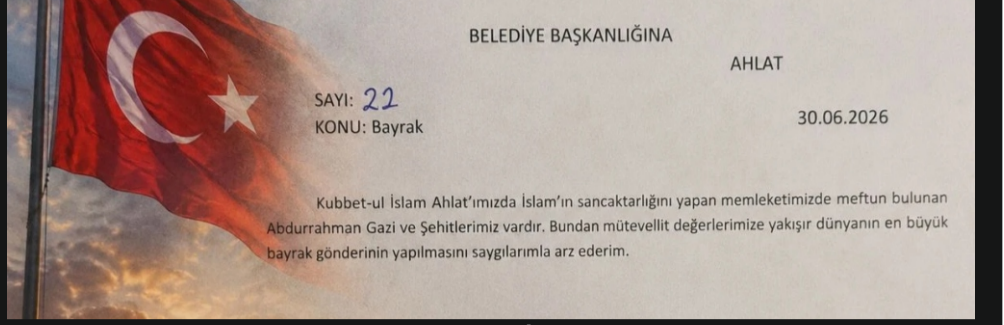 BELEDİYE BAŞKANLIĞINA
AHLAT
SAYI: 22
KONU: Bayrak
30.06.2026
Kubbet-ul İslam Ahlat'ımızda İslam'ın sancaktarlığını yapan memleketimizde meftun bulunan
Abdurrahman Gazi ve Şehitlerimiz vardır. Bundan mütevellit değerlerimize yakışır dünyanın en büyük
bayrak gönderinin yapılmasını saygılarımla arz ederim.